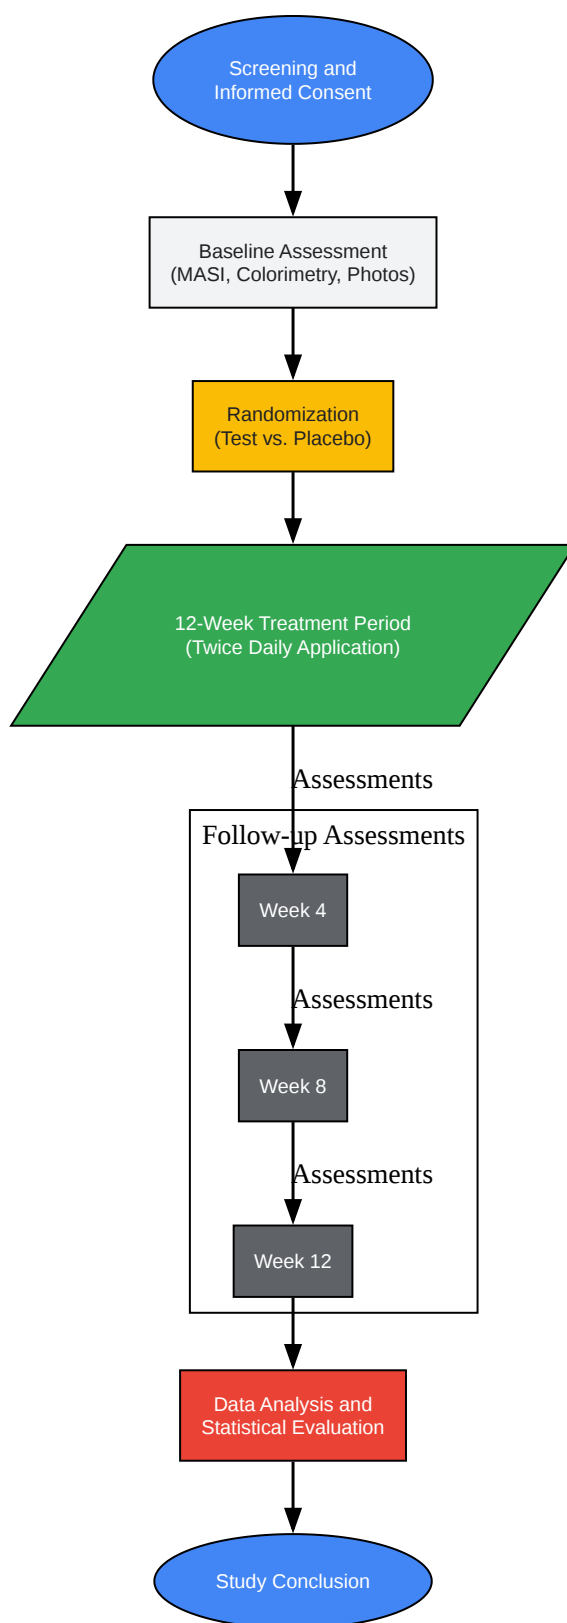 Screening and
Informed Consent
Baseline Assessment
(MASI, Colorimetry, Photos)
Randomization
(Test vs. Placebo)
12-Week Treatment Period
(Twice Daily Application)
Assessments
Follow-up Assessments
Week 4
Assessments
Week 8
Assessments
Week 12
Data Analysis and
Statistical Evaluation
Study Conclusion